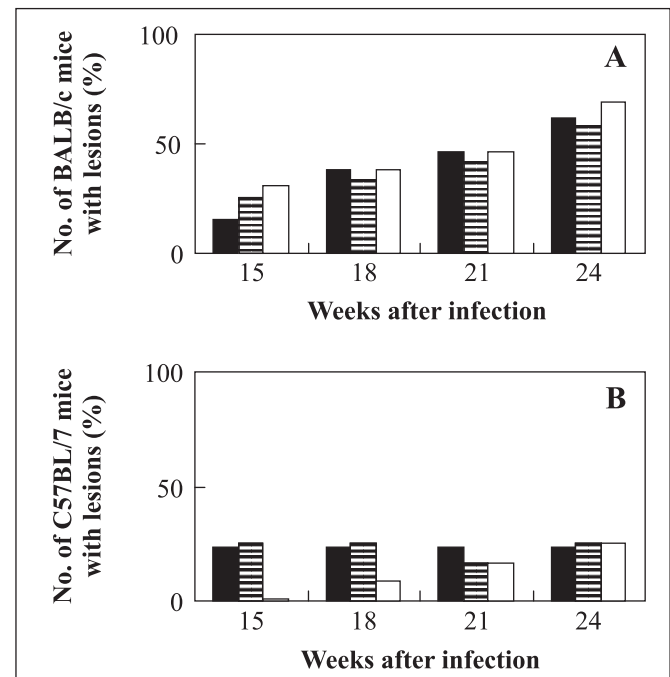 100
A
No. of BALB/c mice
with lesions (%)
50
0
15 18 21 24
Weeks after infection
100
B
No. of C57BL/7 mice
with lesions (%)
50
0
15 18 21 24
Weeks after infection